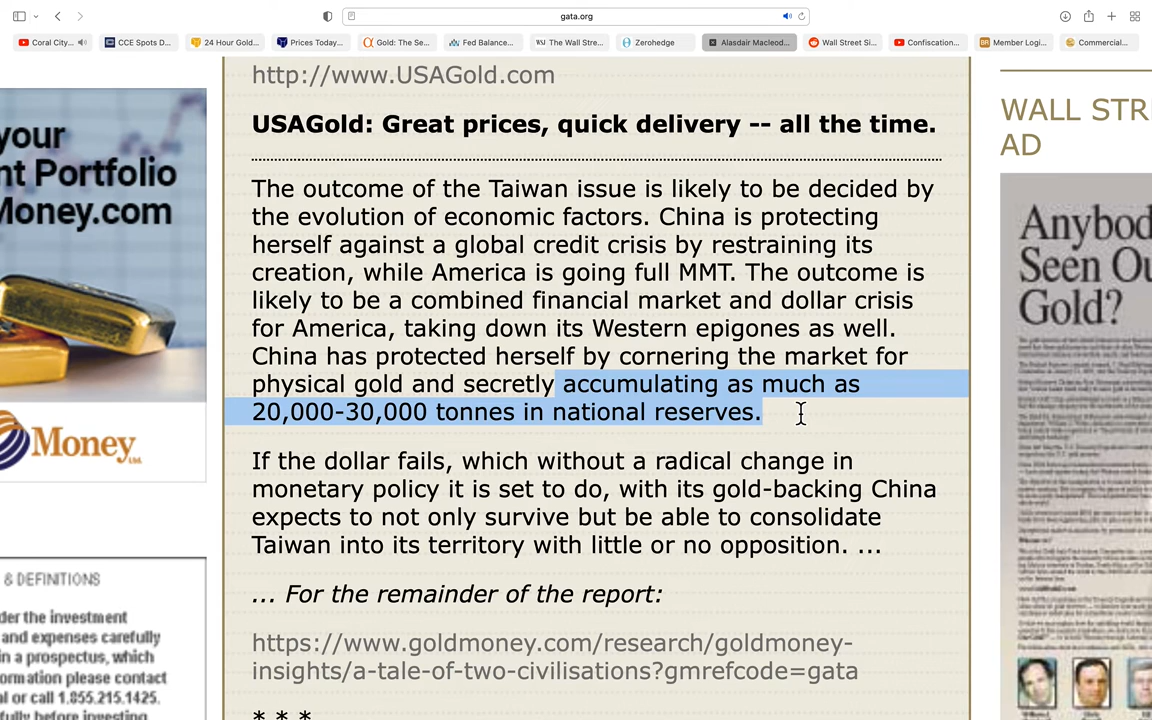 gata.org
Coral City...
CCE Spots D...
24 Hour Gold...
Prices Today...
Gold: The Se...
Fed Balance...
The Wall Stre...
Zerohedge
Alasdair Macleod...
Wall Street Si...
Confiscation...
Member Logi...
Commercial...
http://www.USAGold.com
USAGold: Great prices, quick delivery -- all the time.
The outcome of the Taiwan issue is likely to be decided by
the evolution of economic factors. China is protecting
herself against a global credit crisis by restraining its
creation, while America is going full MMT. The outcome is
likely to be a combined financial market and dollar crisis
for America, taking down its Western epigones as well.
China has protected herself by cornering the market for
physical gold and secretly accumulating as much as
20,000-30,000 tonnes in national reserves.
If the dollar fails, which without a radical change in
monetary policy it is set to do, with its gold-backing China
expects to not only survive but be able to consolidate
Taiwan into its territory with little or no opposition. ...
... For the remainder of the report:
https://www.goldmoney.com/research/goldmoney-
insights/a-tale-of-two-civilisations?gmrefcode=gata
* * *
your
nt Portfolio
Money.com
Money Ltd.
& DEFINITIONS
der the investment
and expenses carefully
in a prospectus, which
ormation please contact
al or call 1.855.215.1425.
fully before investing
WALL STR
AD
Anybod
Seen Ou
Gold?